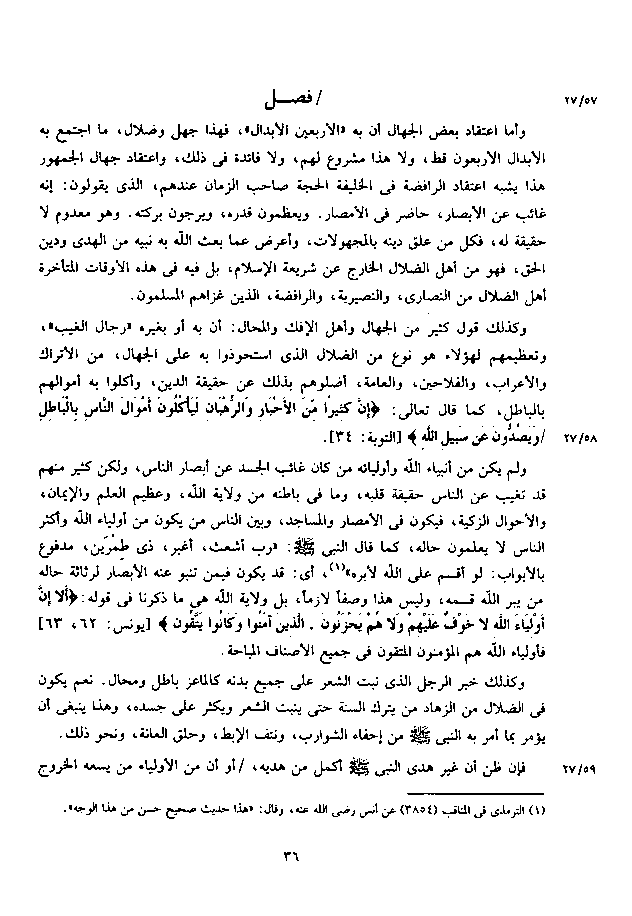 ٢٧/٥٧ /فصــل
وأما اعتقاد بعض الجهال أن به «الأربعين الأبدال»، فهذا جهل وضلال، ما اجتمع به
الأبدال الأربعون قط، ولا هذا مشروع لهم، ولا فائدة فى ذلك، واعتقاد جهال الجمهور
هذا يشبه اعتقاد الرافضة فى الخليفة الحجة صاحب الزمان عندهم، الذى يقولون: إنه
غائب عن الأبصار، حاضر فى الأمصار. ويعظمون قدره، ويرجون بركته. وهو معدوم لا
حقيقة له، فكل من علق دينه بالمجهولات، وأعرض عما بعث الله به نبيه من الهدى ودين
الحق، فهو من أهل الضلال الخارج عن شريعة الإسلام، بل فيه فى هذه الأوقات المتأخرة
أهل الضلال من النصارى، والنصيرية، والرافضة، الذين غزاهم المسلمون.
وكذلك قول كثير من الجهال وأهل الإفك والمحال: أن به أو بغيره «رجال الغيب»،
وتعظيمهم لهؤلاء هو نوع من الضلال الذى استحوذوا به على الجهال، من الأتراك
والأعراب، والفلاحين، والعامة، أضلوهم بذلك عن حقيقة الدين، وأكلوا به أموالهم
بالباطل، كما قال تعالى: ﴿إِنَّ كَثِيرًا مِّنَ الأَحْبَارِ وَالرُّهْبَانِ لَيَأْكُلُونَ أَمْوَالَ النَّاسِ بِالْبَاطِلِ
٢٧/٥٨ /وَيَصُدُّونَ عَن سَبِيلِ اللَّهِ﴾ [التوبة: ٣٤].
ولم يكن من أنبياء الله وأوليائه من كان غائب الجسد عن أبصار الناس، ولكن كثير منهم
قد تغيب عن الناس حقيقة قلبه، وما فى باطنه من ولاية الله، وعظيم العلم والإيمان،
والأحوال الزكية، فيكون فى الأمصار والمساجد، وبين الناس من يكون من أولياء الله وأكثر
الناس لا يعلمون حاله، كما قال النبى ﷺ: «رب أشعث، أغبر، ذى طِمْرَين، مدفوع
بالأبواب: لو أقسم على الله لأبره»(١)، أى: قد يكون فيمن تنبو عنه الأبصار لرثاثة حاله
من يبر الله قسمه، وليس هذا وصفاً لازماً، بل ولاية الله هى ما ذكرنا فى قوله: ﴿أَلا إِنَّ
أَوْلِيَاءَ اللَّهِ لا خَوْفٌ عَلَيْهِمْ وَلا هُمْ يَحْزَنُونَ . الَّذِينَ آمَنُوا وَكَانُوا يَتَّقُونَ﴾ [يونس: ٦٢، ٦٣]
فأولياء الله هم المؤمنون المتقون فى جميع الأصناف المباحة.
وكذلك خبر الرجل الذى نبت الشعر على جميع بدنه كالماعز باطل ومحال. نعم يكون
فى الضلال من الزهاد من يترك السنة حتى ينبت الشعر ويكثر على جسده، وهذا ينبغى أن
يؤمر بما أمر به النبى ﷺ من إحفاء الشوارب، ونتف الإبط، وحلق العانة، ونحو ذلك.
٢٧/٥٩ فإن ظن أن غير هدى النبى ﷺ أكمل من هديه، /أو أن من الأولياء من يسعه الخروج
(١) الترمذى فى المناقب (٣٨٥٤) عن أنس رضى الله عنه، وقال: «هذا حديث صحيح حسن من هذا الوجه».
٣٦